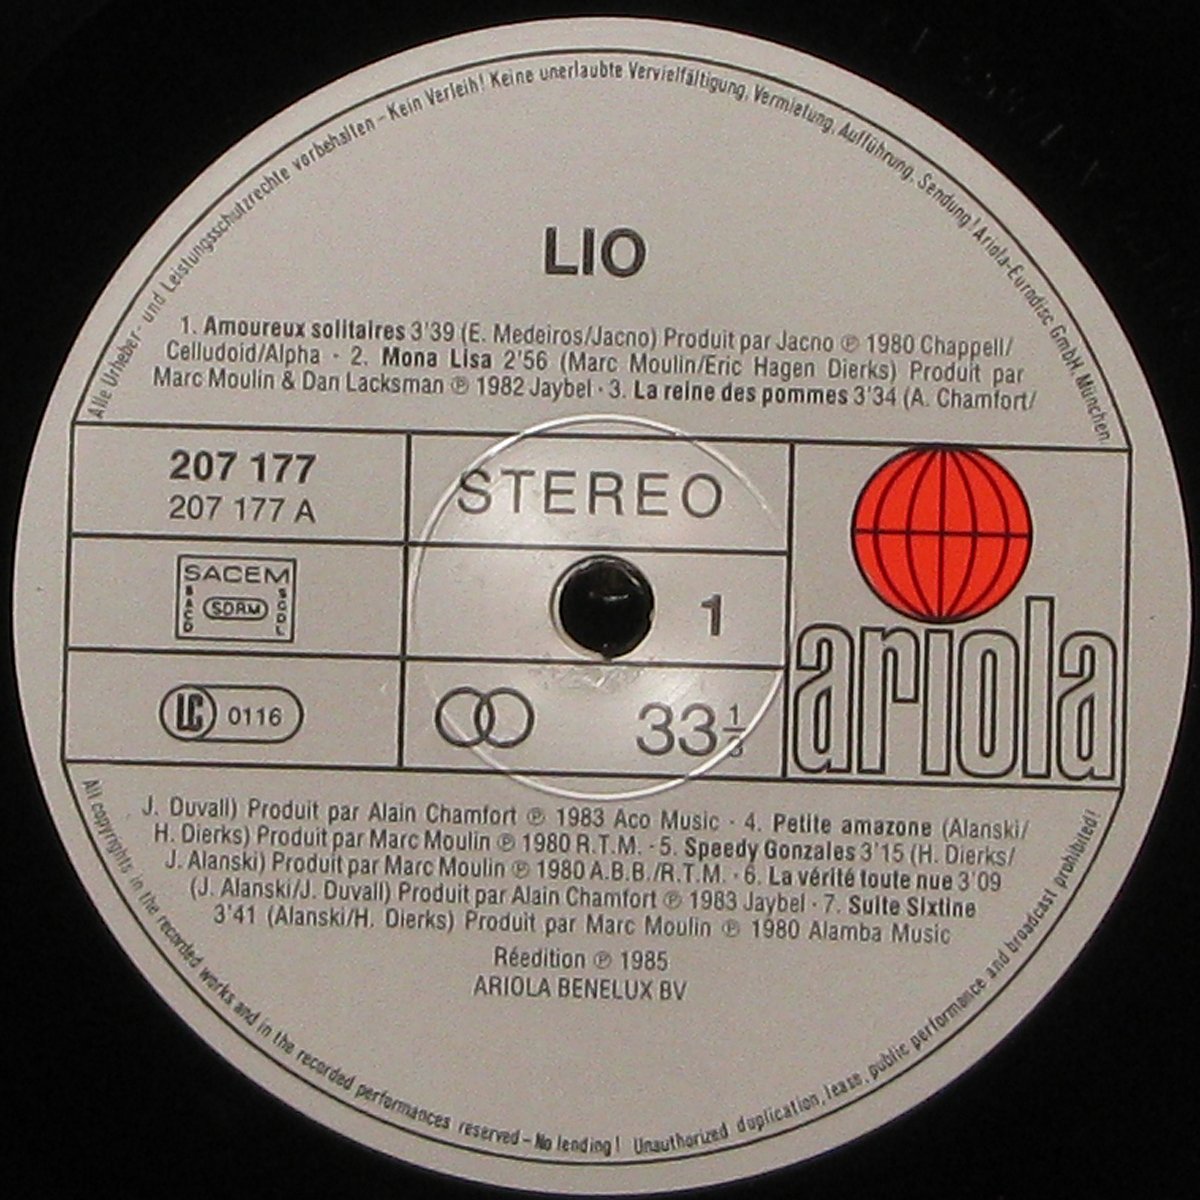 Alle Urheber- und Leistungsschutzrechte vorbehalten – Kein Verleih! Keine unerlaubte Vervielfältigung, Vermietung, Aufführung, Sendung! Ariola-Eurodisc GmbH, München.
LIO
1. Amoureux solitaires 3'39 (E. Medeiros/Jacno) Produit par Jacno ℗ 1980 Chappell/
Celludoid/Alpha · 2. Mona Lisa 2'56 (Marc Moulin/Eric Hagen Dierks) Produit par
Marc Moulin & Dan Lacksman ℗ 1982 Jaybel · 3. La reine des pommes 3'34 (A. Chamfort/
207 177
207 177 A
STEREO
SACEM
SACD
SDRM
SGDL
1
LC 0116
33 1/3
ariola
J. Duvall) Produit par Alain Chamfort ℗ 1983 Aco Music · 4. Petite amazone (Alanski/
H. Dierks) Produit par Marc Moulin ℗ 1980 R.T.M. · 5. Speedy Gonzales 3'15 (H. Dierks/
J. Alanski) Produit par Marc Moulin ℗ 1980 A.B.B./R.T.M. · 6. La vérité toute nue 3'09
(J. Alanski/J. Duvall) Produit par Alain Chamfort ℗ 1983 Jaybel · 7. Suite Sixtine
3'41 (Alanski/H. Dierks) Produit par Marc Moulin ℗ 1980 Alamba Music
Réedition ℗ 1985
ARIOLA BENELUX BV
All copyrights in the recorded works and in the recorded performances reserved – No lending! Unauthorized duplication, lease, public performance and broadcast prohibited!